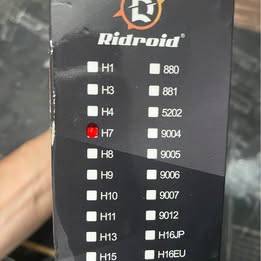 Ridroid®
H1 880
H3 881
H4 5202
H7 9004
H8 9005
H9 9006
H10 9007
H11 9012
H13 H16JP
H15 H16EU